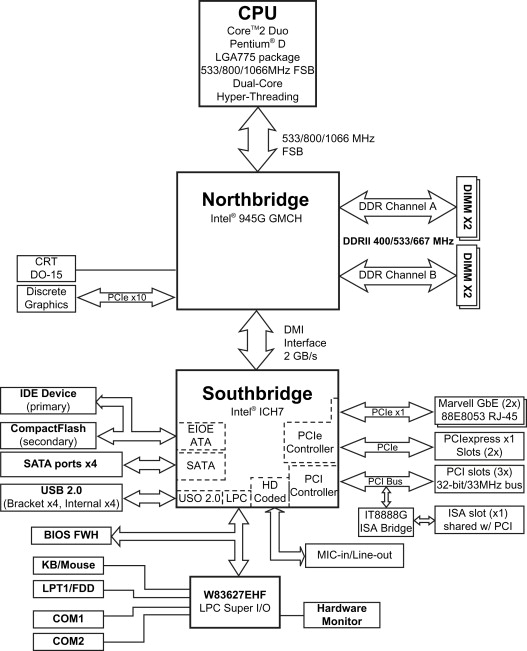 CPU
Core™2 Duo
Pentium® D
LGA775 package
533/800/1066MHz FSB
Dual-Core
Hyper-Threading
533/800/1066 MHz
FSB
Northbridge
Intel® 945G GMCH
DDR Channel A
DIMM X2
DDRII 400/533/667 MHz
DDR Channel B
DIMM X2
CRT
DO-15
Discrete
Graphics
PCIe x10
DMI
Interface
2 GB/s
Southbridge
Intel® ICH7
IDE Device
(primary)
CompactFlash
(secondary)
SATA ports x4
USB 2.0
(Bracket x4, Internal x4)
EIOE
ATA
SATA
USO 2.0
LPC
HD
Coded
PCIe
Controller
PCI
Controller
PCIe x1
Marvell GbE (2x)
88E8053 RJ-45
PCIe
PCIexpress x1
Slots (2x)
PCI Bus
PCI slots (3x)
32-bit/33MHz bus
IT8888G
ISA Bridge
ISA slot (x1)
shared w/ PCI
BIOS FWH
MIC-in/Line-out
KB/Mouse
LPT1/FDD
COM1
COM2
W83627EHF
LPC Super I/O
Hardware
Monitor